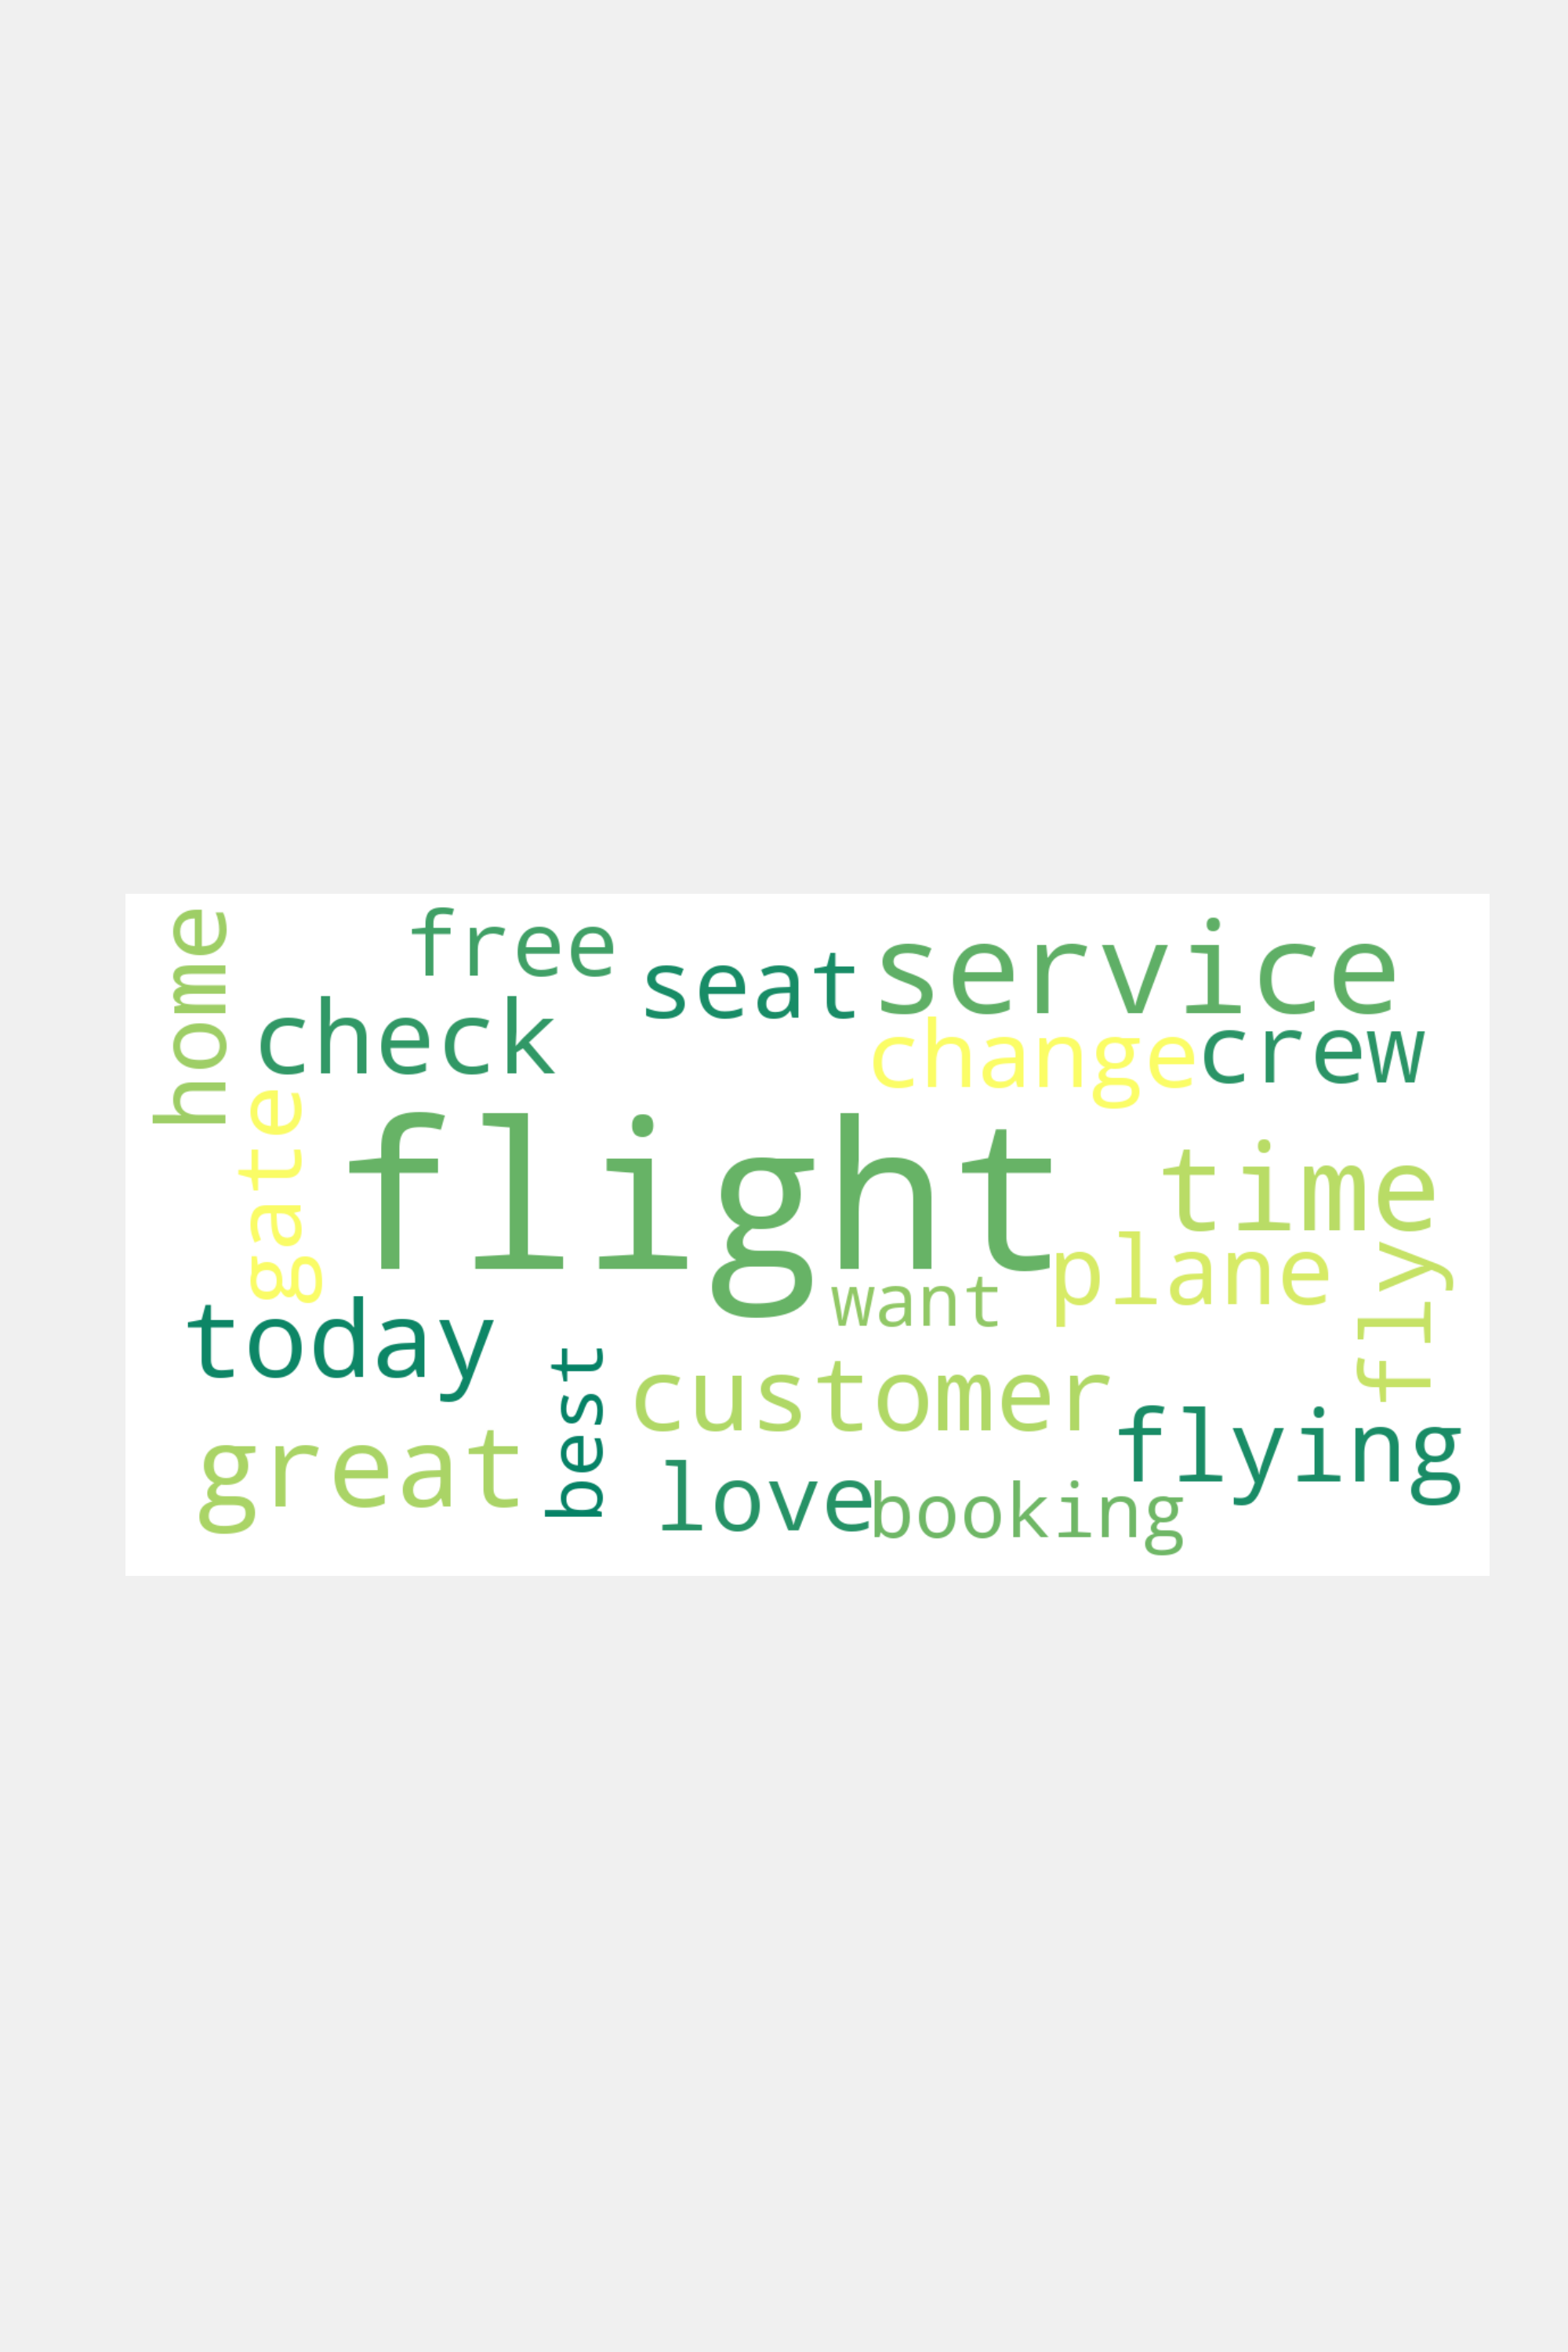 home
free
seat
service
check
change
crew
gate
flight
time
want
plane
fly
today
best
customer
flying
great
love
booking